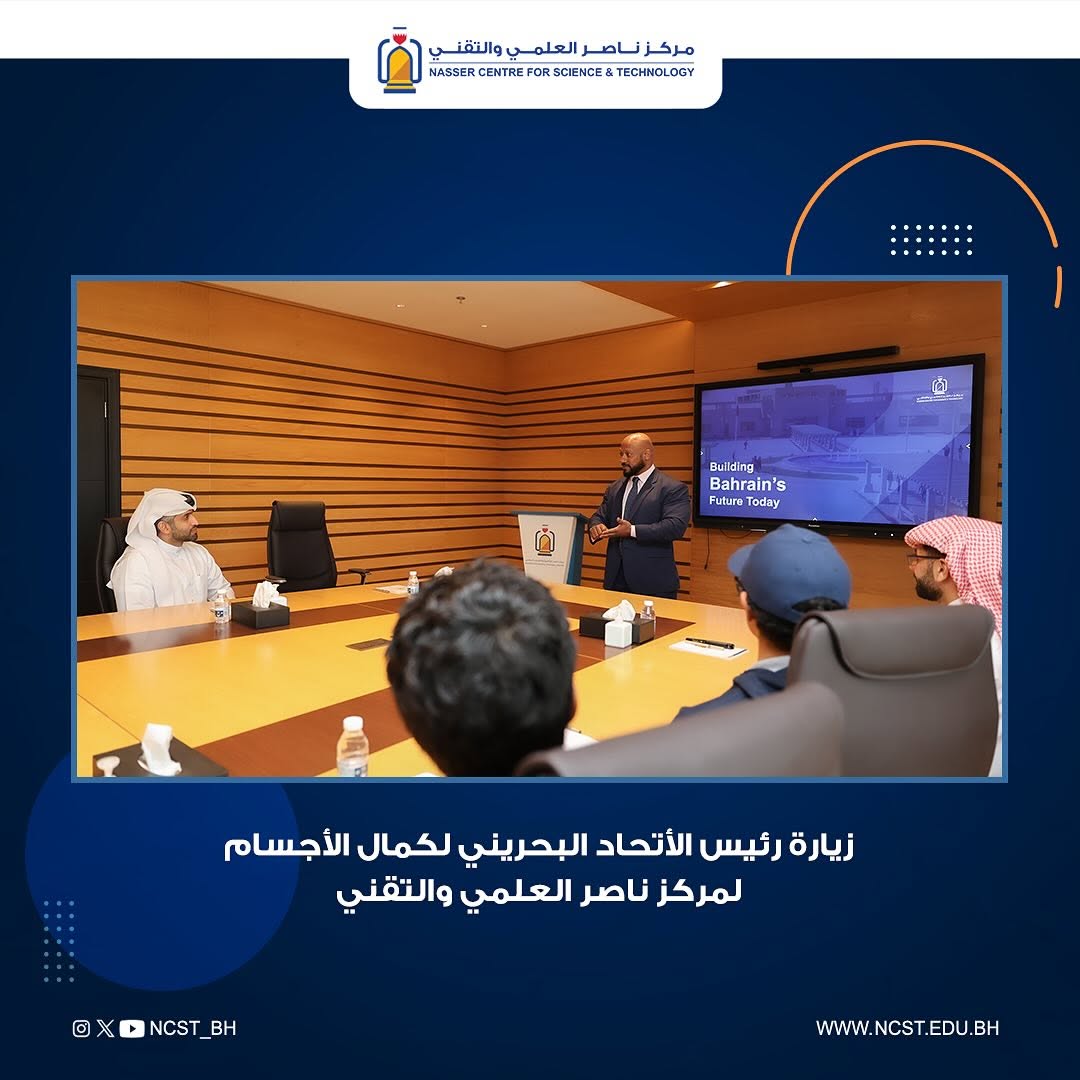 مركز ناصر العلمي والتقني
NASSER CENTRE FOR SCIENCE & TECHNOLOGY
Building
Bahrain's
Future Today
زيارة رئيس الأتحاد البحريني لكمال الأجسام
لمركز ناصر العلمي والتقني
NCST_BH
WWW.NCST.EDU.BH